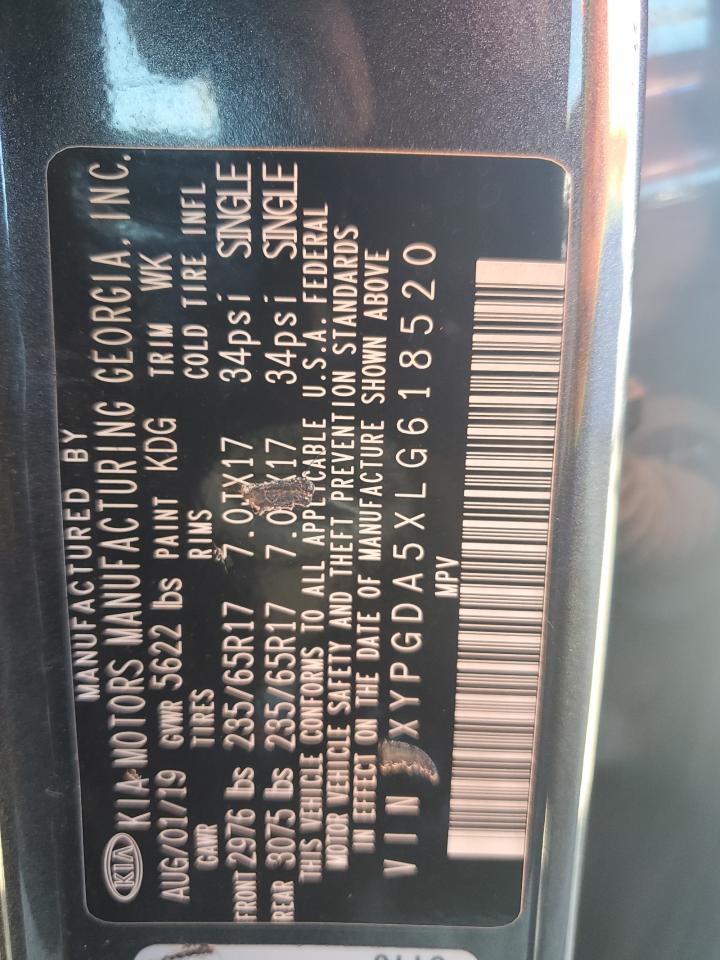 MANUFACTURED BY
KIA KIA MOTORS MANUFACTURING GEORGIA, INC.
AUG/01/19 GVWR 5622 lbs PAINT KDG TRIM WK
GAWR TIRES RIMS COLD TIRE INFL
FRONT 2976 lbs 235/65R17 7.0JX17 34psi SINGLE
REAR 3075 lbs 235/65R17 34psi SINGLE
THIS VEHICLE CONFORMS TO ALL APPLICABLE U.S.A. FEDERAL
MOTOR VEHICLE SAFETY AND THEFT PREVENTION STANDARDS
IN EFFECT ON THE DATE OF MANUFACTURE SHOWN ABOVE
VIN XYPGDA5XLG618520
MPV